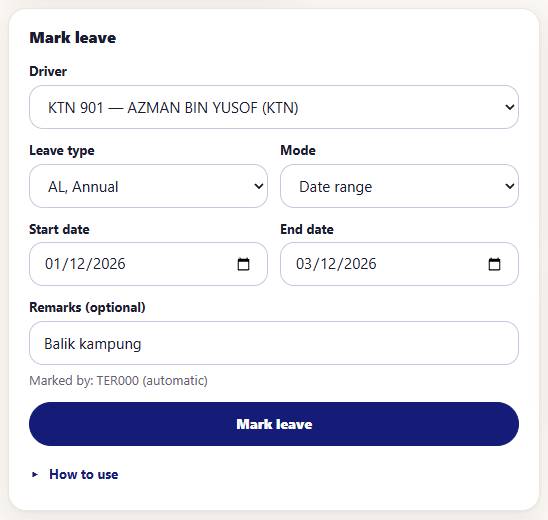 Mark leave
Driver
KTN 901 — AZMAN BIN YUSOF (KTN)
Leave type
Mode
AL, Annual
Date range
Start date
End date
01/12/2026
03/12/2026
Remarks (optional)
Balik kampung
Marked by: TER000 (automatic)
Mark leave
How to use